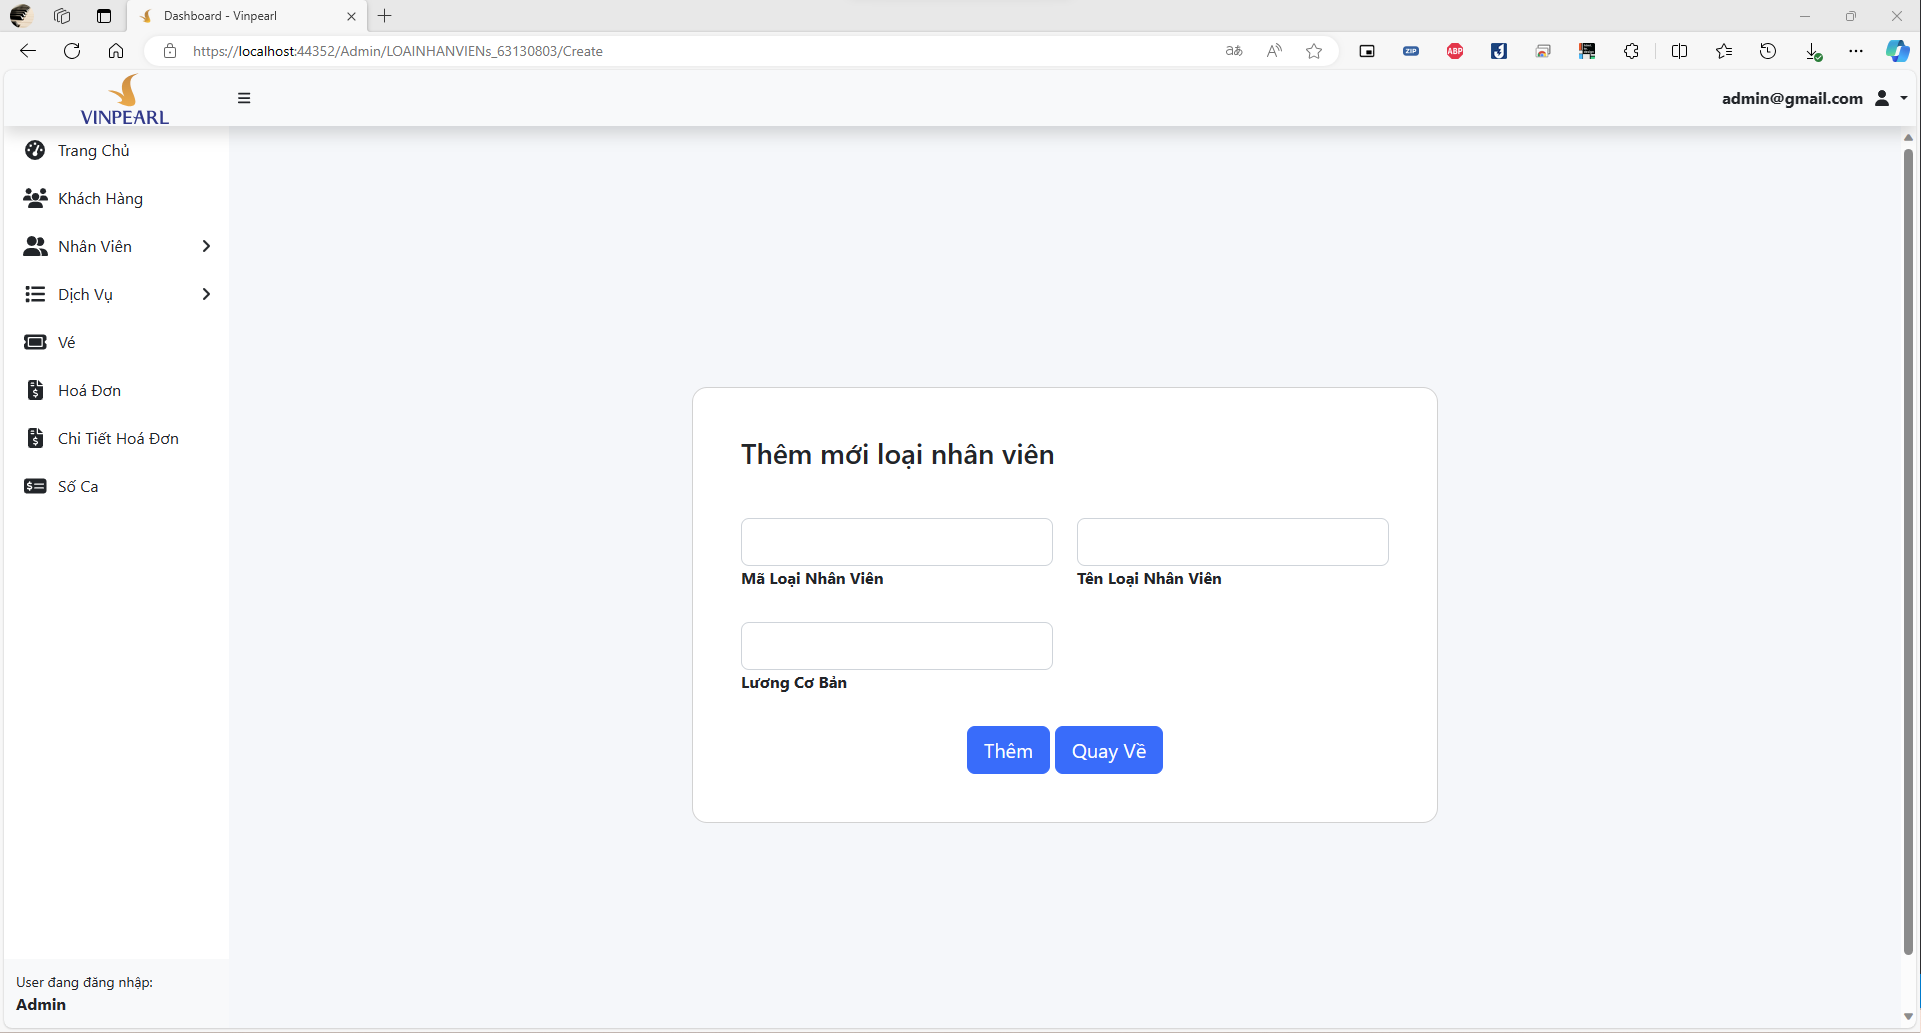 Dashboard - Vinpearl
https://localhost:44352/Admin/LOAINHANVIENs_63130803/Create
ZIP
ABP
VINPEARL
admin@gmail.com
Trang Chủ
Khách Hàng
Nhân Viên
Dịch Vụ
Vé
Hoá Đơn
Chi Tiết Hoá Đơn
Số Ca
Thêm mới loại nhân viên
Mã Loại Nhân Viên
Tên Loại Nhân Viên
Lương Cơ Bản
Thêm
Quay Về
User đang đăng nhập:
Admin